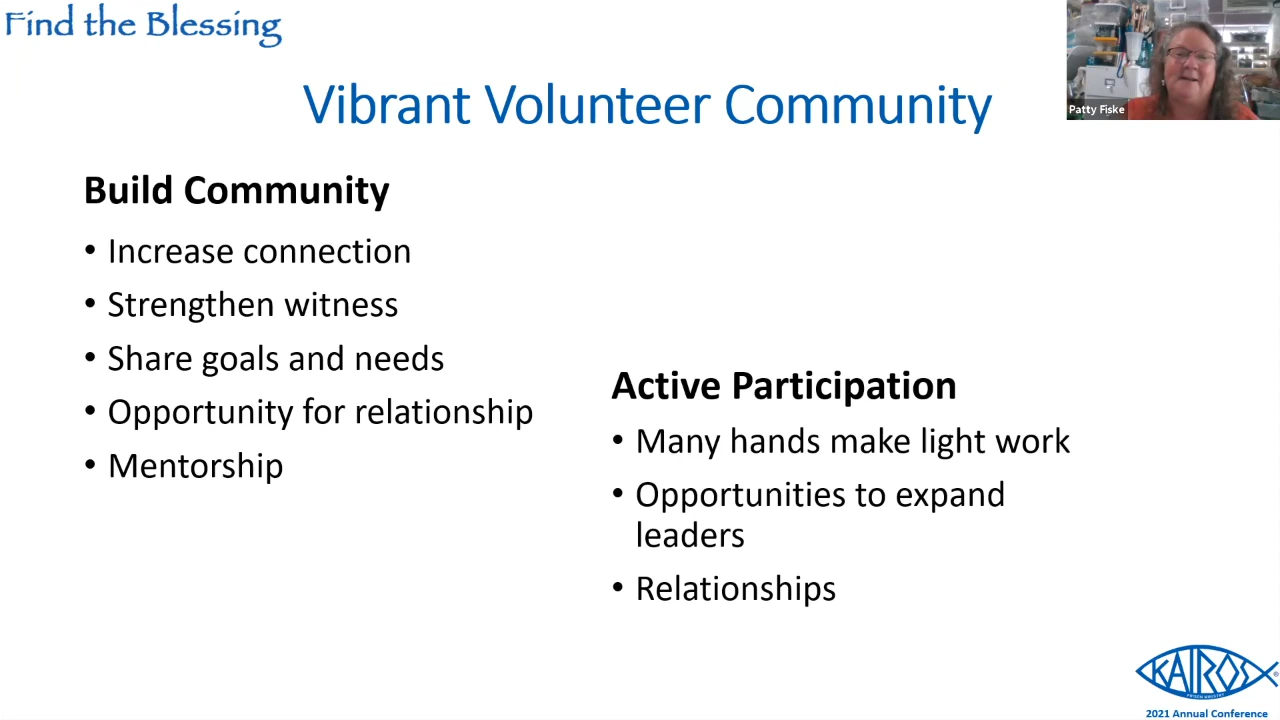 Find the Blessing
Vibrant Volunteer Community
Patty Fiske
Build Community
• Increase connection
• Strengthen witness
• Share goals and needs
• Opportunity for relationship
• Mentorship
Active Participation
• Many hands make light work
• Opportunities to expand
leaders
• Relationships
KAIROS®
PRISON MINISTRY
2021 Annual Conference